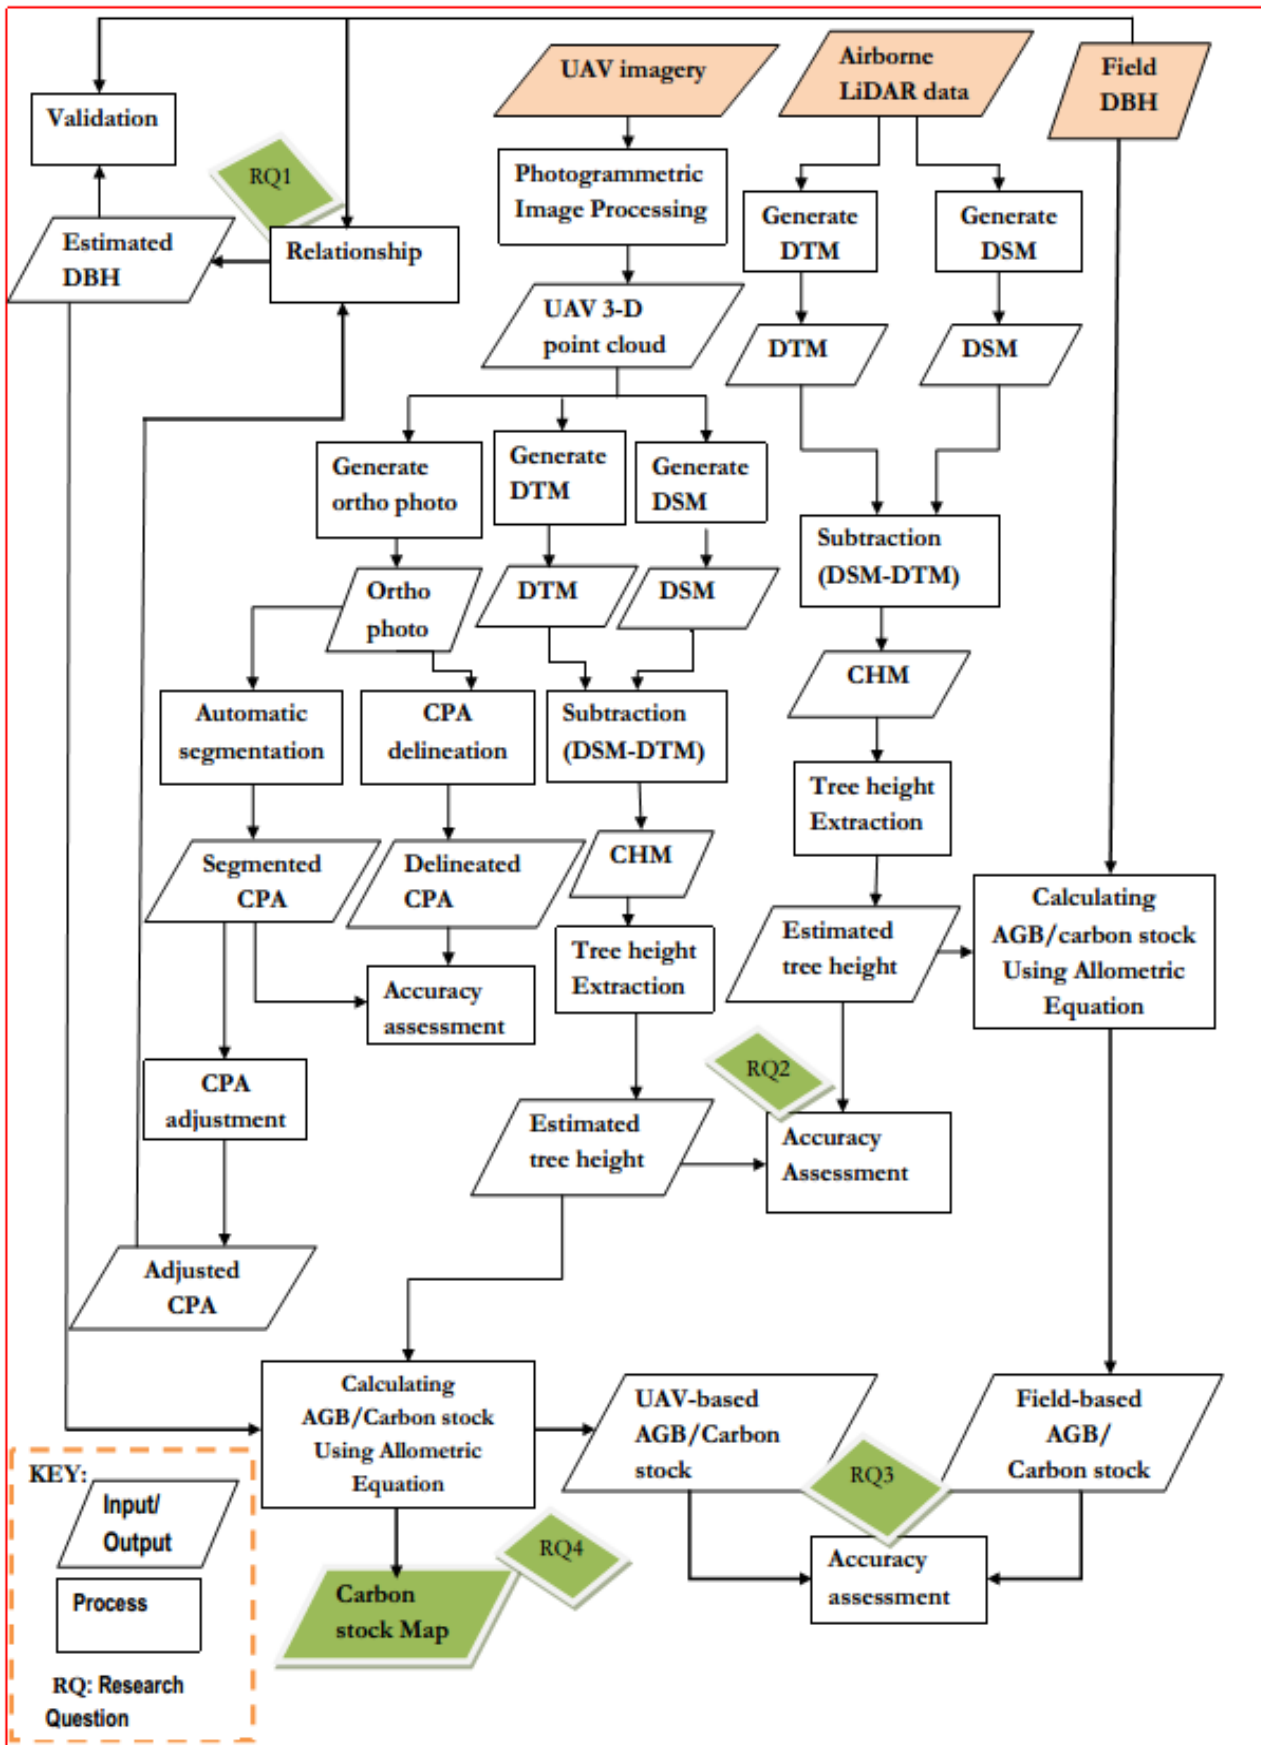 UAV imagery
Airborne
LiDAR data
Field
DBH
Validation
RQ1
Photogrammetric
Image Processing
Generate
DTM
Generate
DSM
Estimated
DBH
Relationship
UAV 3-D
point cloud
DTM
DSM
Generate
ortho photo
Generate
DTM
Generate
DSM
Subtraction
(DSM-DTM)
Ortho
photo
DTM
DSM
CHM
Automatic
segmentation
CPA
delineation
Subtraction
(DSM-DTM)
Tree height
Extraction
Segmented
CPA
Delineated
CPA
CHM
Calculating
AGB/carbon stock
Using Allometric
Equation
Estimated
tree height
Tree height
Extraction
Accuracy
assessment
CPA
adjustment
RQ2
Estimated
tree height
Accuracy
Assessment
Adjusted
CPA
Calculating
AGB/Carbon stock
Using Allometric
Equation
UAV-based
AGB/Carbon
stock
Field-based
AGB/
Carbon stock
RQ3
RQ4
Accuracy
assessment
Carbon
stock Map
KEY:
Input/
Output
Process
RQ: Research
Question